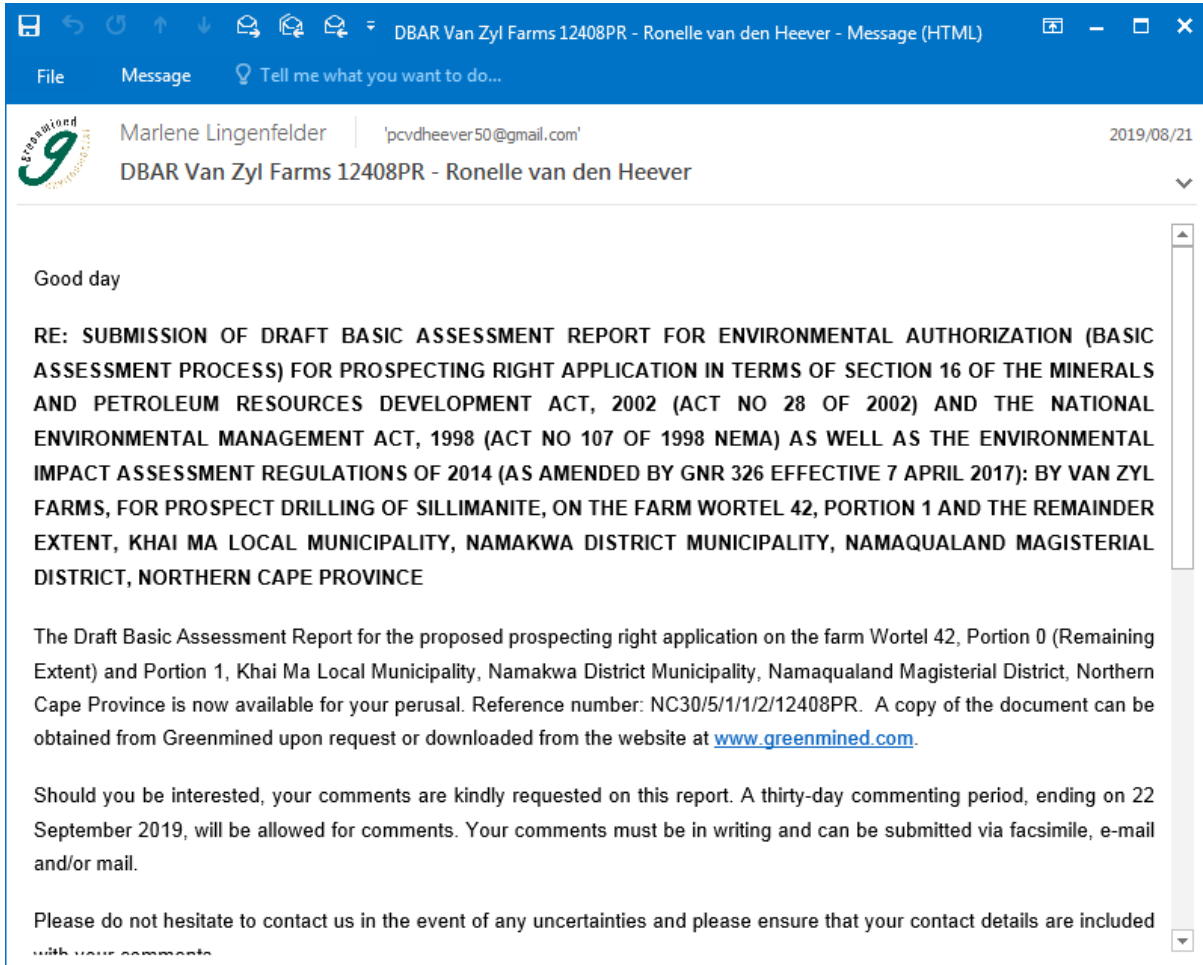 DBAR Van Zyl Farms 12408PR - Ronelle van den Heever - Message (HTML)
File Message Tell me what you want to do...
greenmined
Marlene Lingenfelder 'pcvdheever50@gmail.com' 2019/08/21
DBAR Van Zyl Farms 12408PR - Ronelle van den Heever
Good day
RE: SUBMISSION OF DRAFT BASIC ASSESSMENT REPORT FOR ENVIRONMENTAL AUTHORIZATION (BASIC
ASSESSMENT PROCESS) FOR PROSPECTING RIGHT APPLICATION IN TERMS OF SECTION 16 OF THE MINERALS
AND PETROLEUM RESOURCES DEVELOPMENT ACT, 2002 (ACT NO 28 OF 2002) AND THE NATIONAL
ENVIRONMENTAL MANAGEMENT ACT, 1998 (ACT NO 107 OF 1998 NEMA) AS WELL AS THE ENVIRONMENTAL
IMPACT ASSESSMENT REGULATIONS OF 2014 (AS AMENDED BY GNR 326 EFFECTIVE 7 APRIL 2017): BY VAN ZYL
FARMS, FOR PROSPECT DRILLING OF SILLIMANITE, ON THE FARM WORTEL 42, PORTION 1 AND THE REMAINDER
EXTENT, KHAI MA LOCAL MUNICIPALITY, NAMAKWA DISTRICT MUNICIPALITY, NAMAQUALAND MAGISTERIAL
DISTRICT, NORTHERN CAPE PROVINCE
The Draft Basic Assessment Report for the proposed prospecting right application on the farm Wortel 42, Portion 0 (Remaining
Extent) and Portion 1, Khai Ma Local Municipality, Namakwa District Municipality, Namaqualand Magisterial District, Northern
Cape Province is now available for your perusal. Reference number: NC30/5/1/1/2/12408PR. A copy of the document can be
obtained from Greenmined upon request or downloaded from the website at www.greenmined.com.
Should you be interested, your comments are kindly requested on this report. A thirty-day commenting period, ending on 22
September 2019, will be allowed for comments. Your comments must be in writing and can be submitted via facsimile, e-mail
and/or mail.
Please do not hesitate to contact us in the event of any uncertainties and please ensure that your contact details are included
with your comments